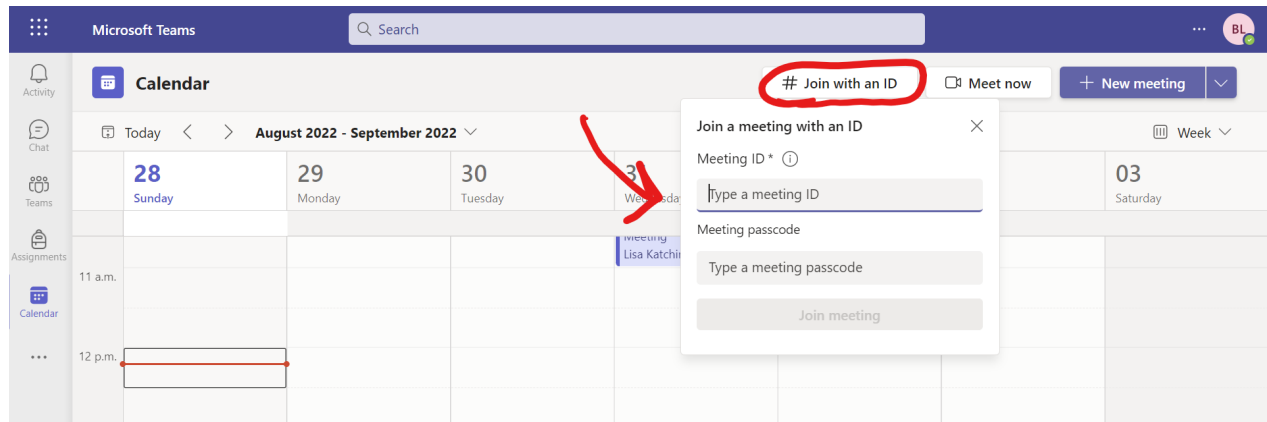 Microsoft Teams
Search
BL
Activity
Chat
Teams
Assignments
Calendar
Calendar
# Join with an ID
Meet now
New meeting
Today
August 2022 - September 2022
Week
28
Sunday
29
Monday
30
Tuesday
03
Saturday
Meeting
Lisa
11 a.m.
12 p.m.
Join a meeting with an ID
Meeting ID *
Type a meeting ID
Meeting passcode
Type a meeting passcode
Join meeting